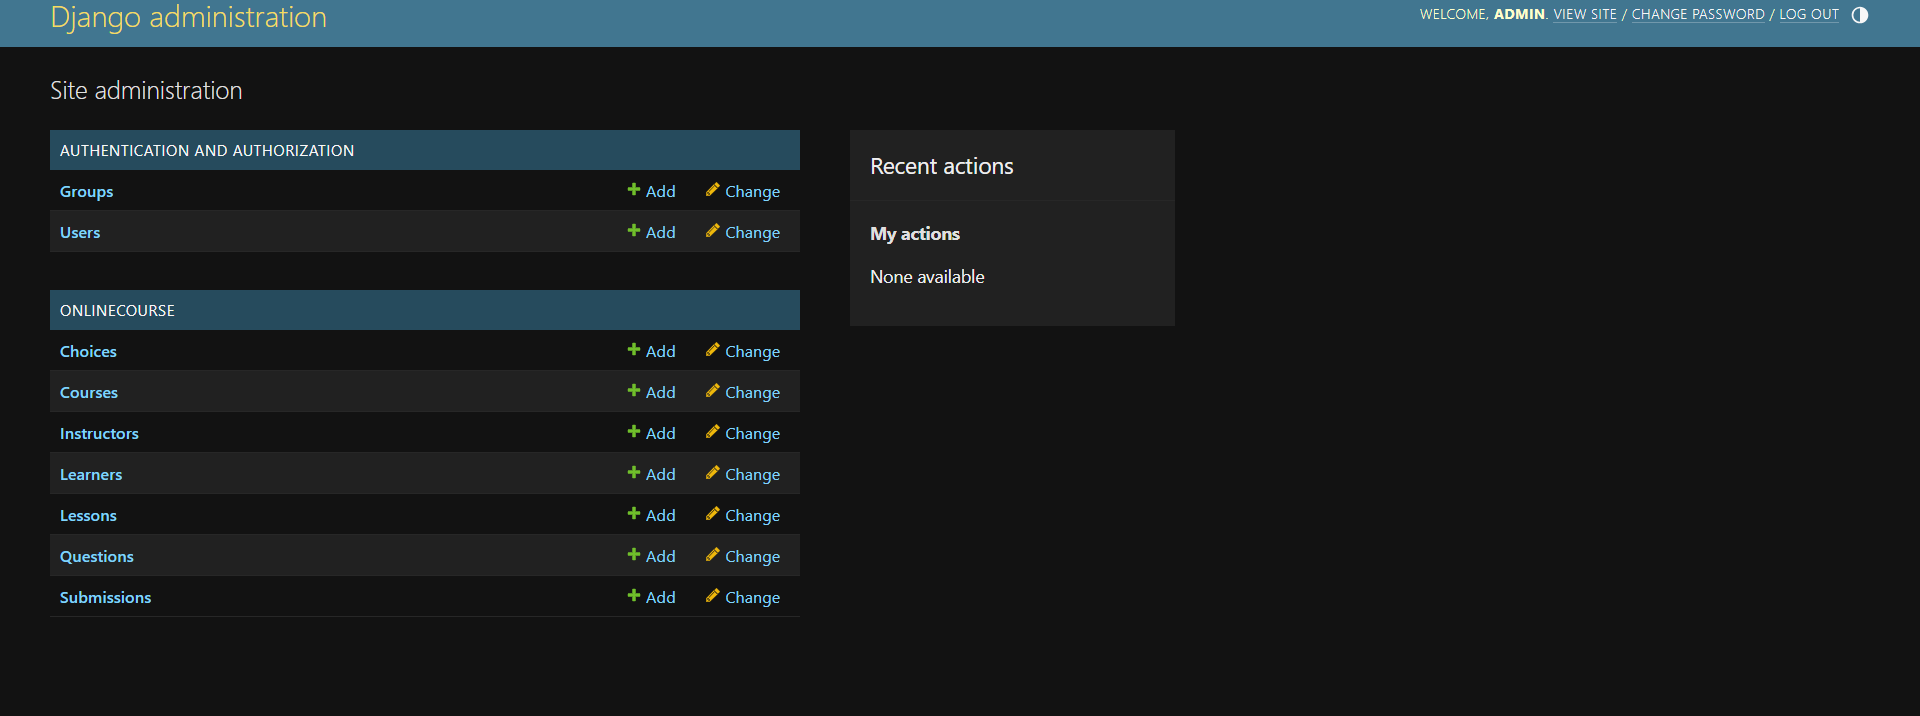 Django administration
WELCOME, ADMIN. VIEW SITE / CHANGE PASSWORD / LOG OUT
Site administration
AUTHENTICATION AND AUTHORIZATION
Groups Add Change
Users Add Change
ONLINECOURSE
Choices Add Change
Courses Add Change
Instructors Add Change
Learners Add Change
Lessons Add Change
Questions Add Change
Submissions Add Change
Recent actions
My actions
None available